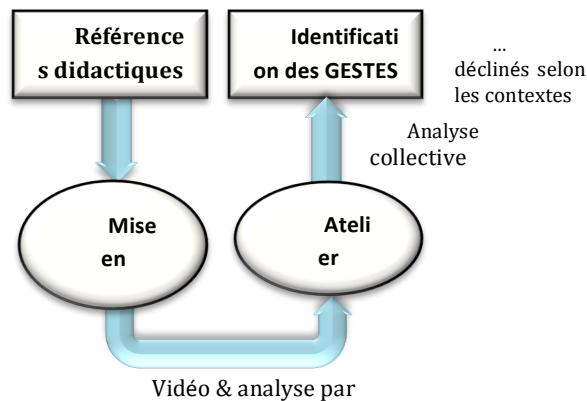 Référence
s didactiques
Identificati
on des GESTES
...
déclinés selon
les contextes
Analyse
collective
Mise
en
Ateli
er
Vidéo & analyse par